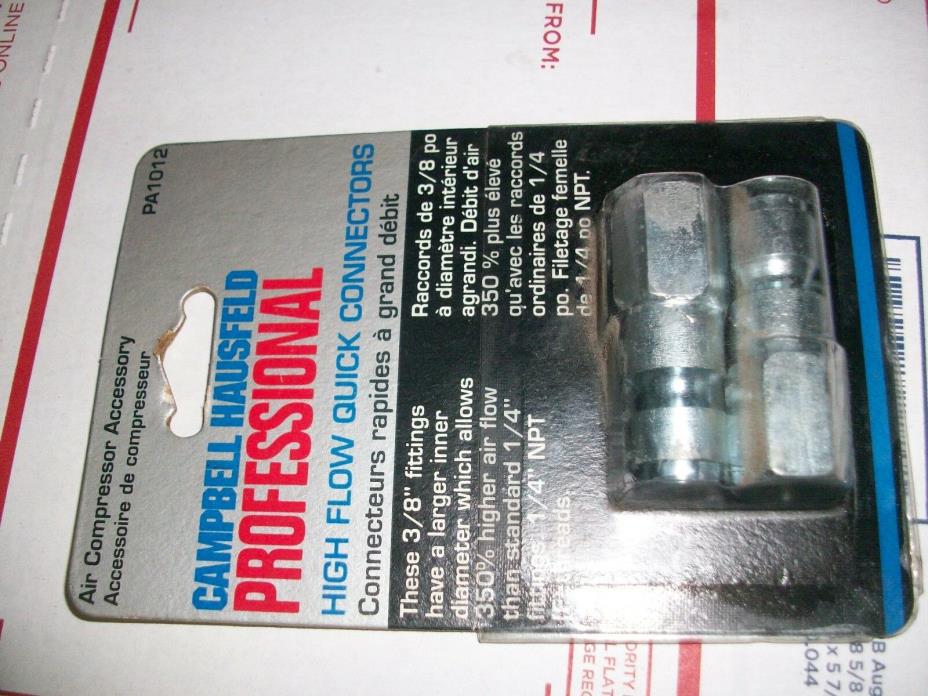 Air Compressor Accessory
Accessoire de compresseur
PA1012
CAMPBELL HAUSFELD
PROFESSIONAL
HIGH FLOW QUICK CONNECTORS
Connecteurs rapides à grand débit
These 3/8" fittings
have a larger inner
diameter which allows
350% higher air flow
than standard 1/4"
fittings. 1/4" NPT
Raccords de 3/8 po
à diamètre intérieur
agrandi. Débit d'air
350 % plus élevé
qu'avec les raccords
ordinaires de 1/4
po. Filetage femelle
de 1/4 po NPT.
FROM:
ONLINE